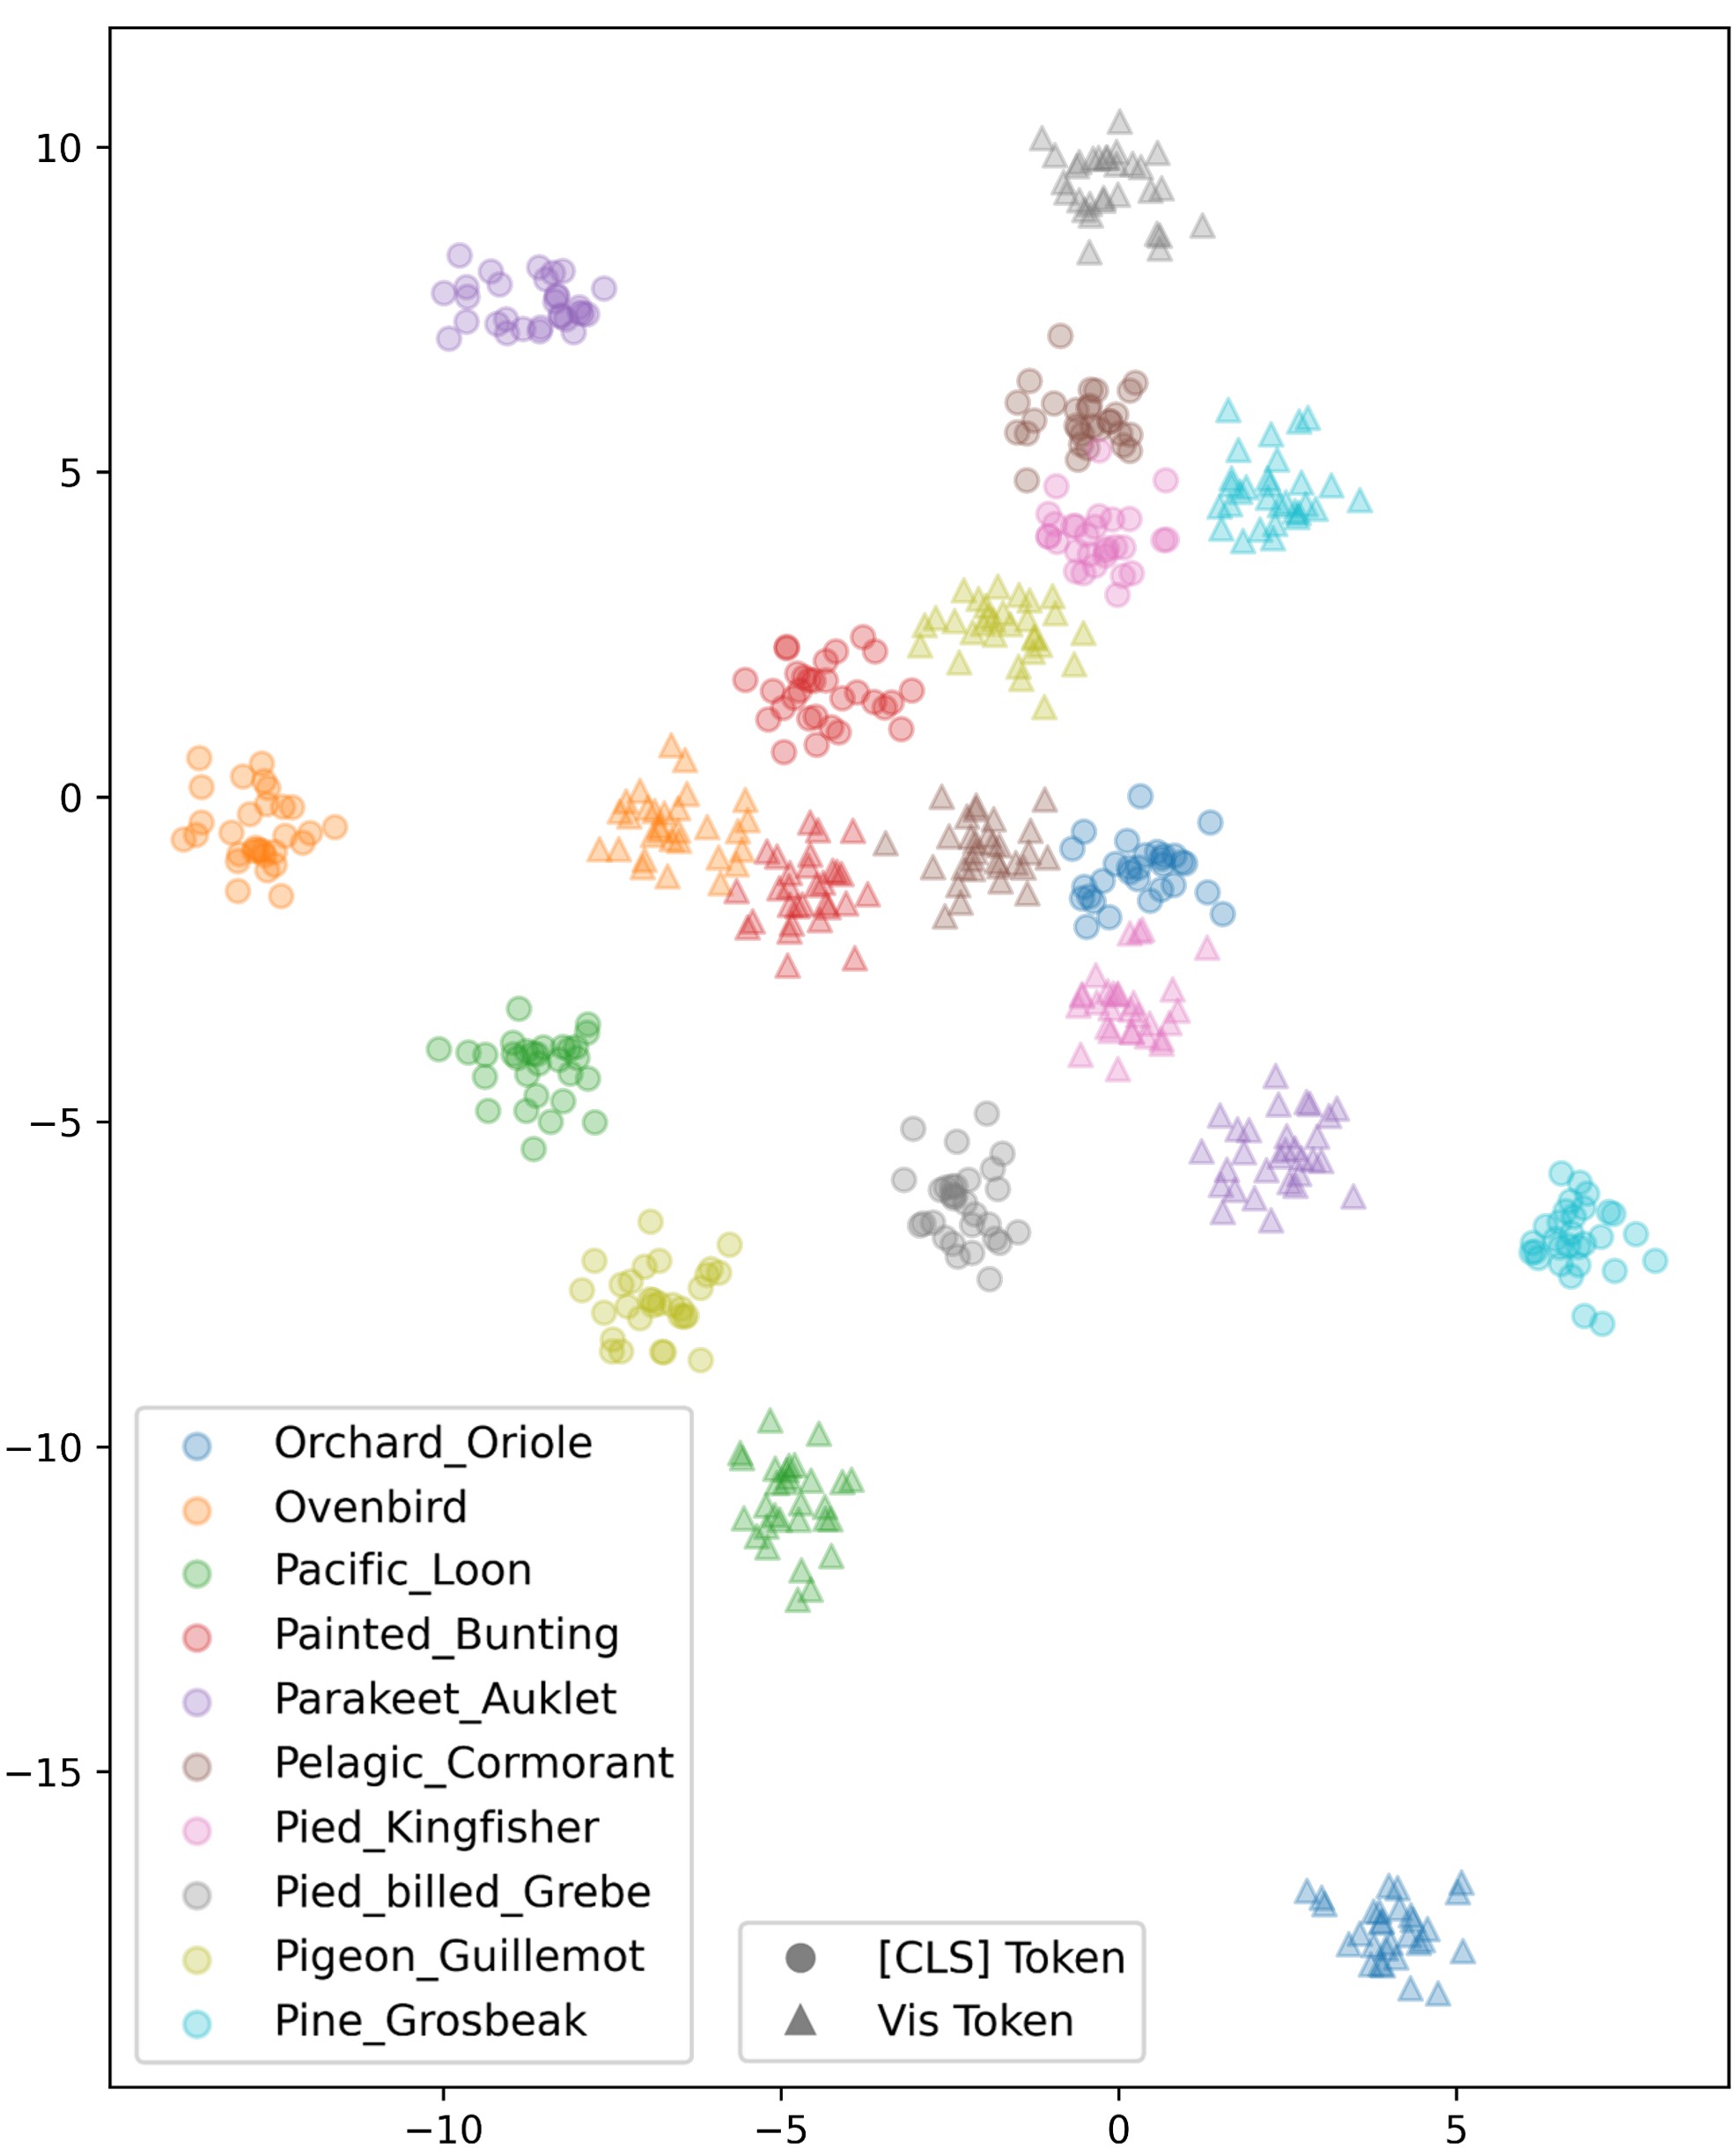 10
5
0
−5
−10
−15
Orchard_Oriole
Ovenbird
Pacific_Loon
Painted_Bunting
Parakeet_Auklet
Pelagic_Cormorant
Pied_Kingfisher
Pied_billed_Grebe
Pigeon_Guillemot
Pine_Grosbeak
[CLS] Token
Vis Token
−10 −5 0 5